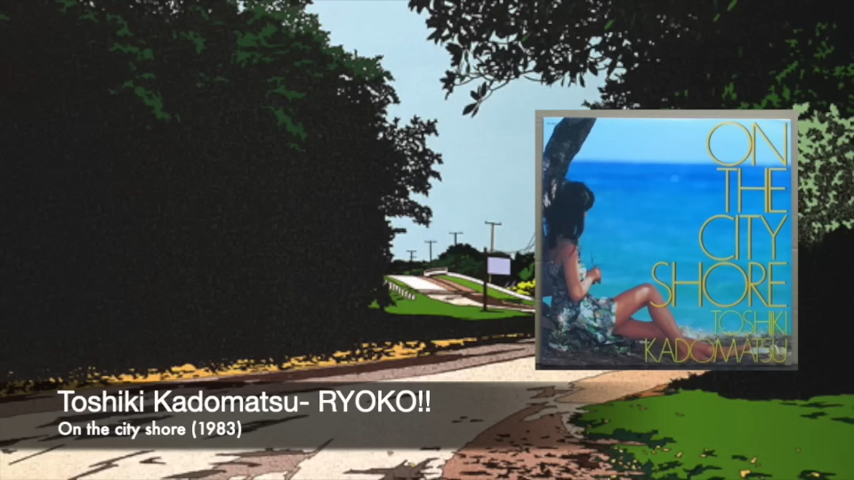 ON
THE
CITY
SHORE
TOSHIKI
KADOMATSU
Toshiki Kadomatsu- RYOKO!!
On the city shore (1983)